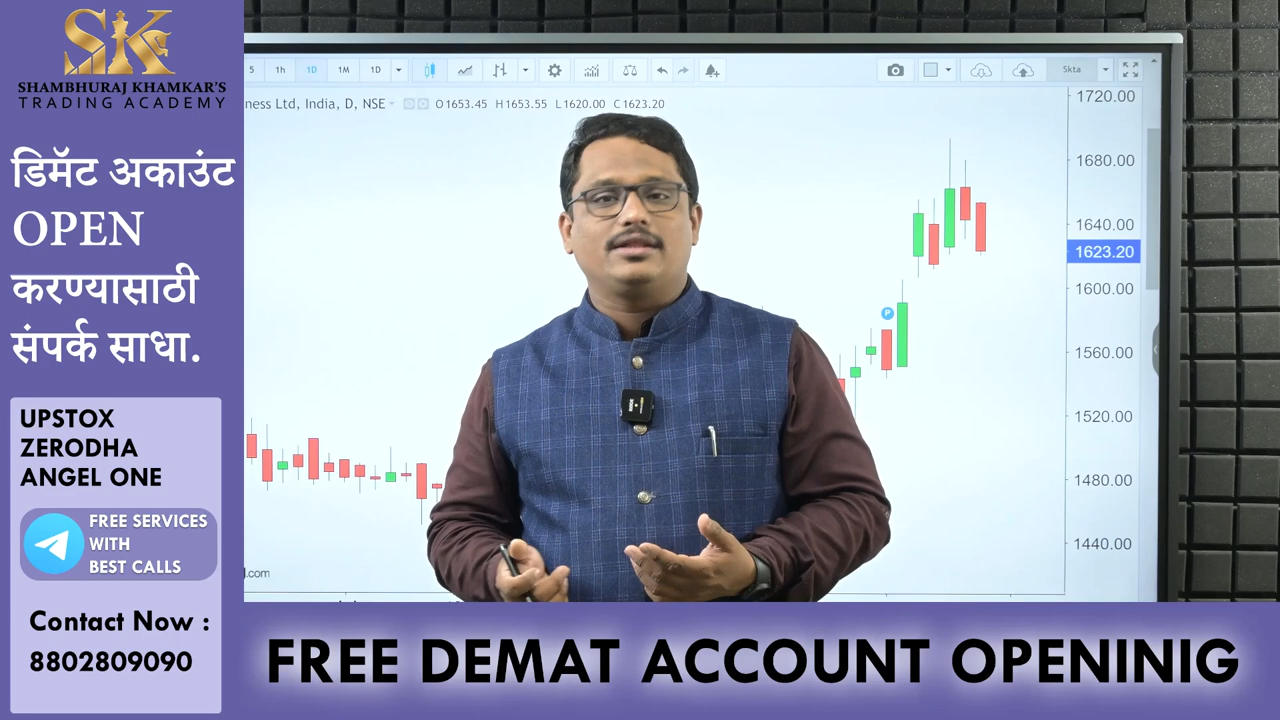 SK
SHAMBHURAJ KHAMKAR'S
TRADING ACADEMY
डिमॅट अकाउंट
OPEN
करण्यासाठी
संपर्क साधा.
UPSTOX
ZERODHA
ANGEL ONE
FREE SERVICES
WITH
BEST CALLS
Contact Now :
8802809090
5 1h 1D 1M 1D 5kta
ness Ltd, India, D, NSE O1653.45 H1653.55 L1620.00 C1623.20
1720.00
1680.00
1640.00
1623.20
1600.00
P
1560.00
1520.00
1480.00
1440.00
.com
FREE DEMAT ACCOUNT OPENINIG